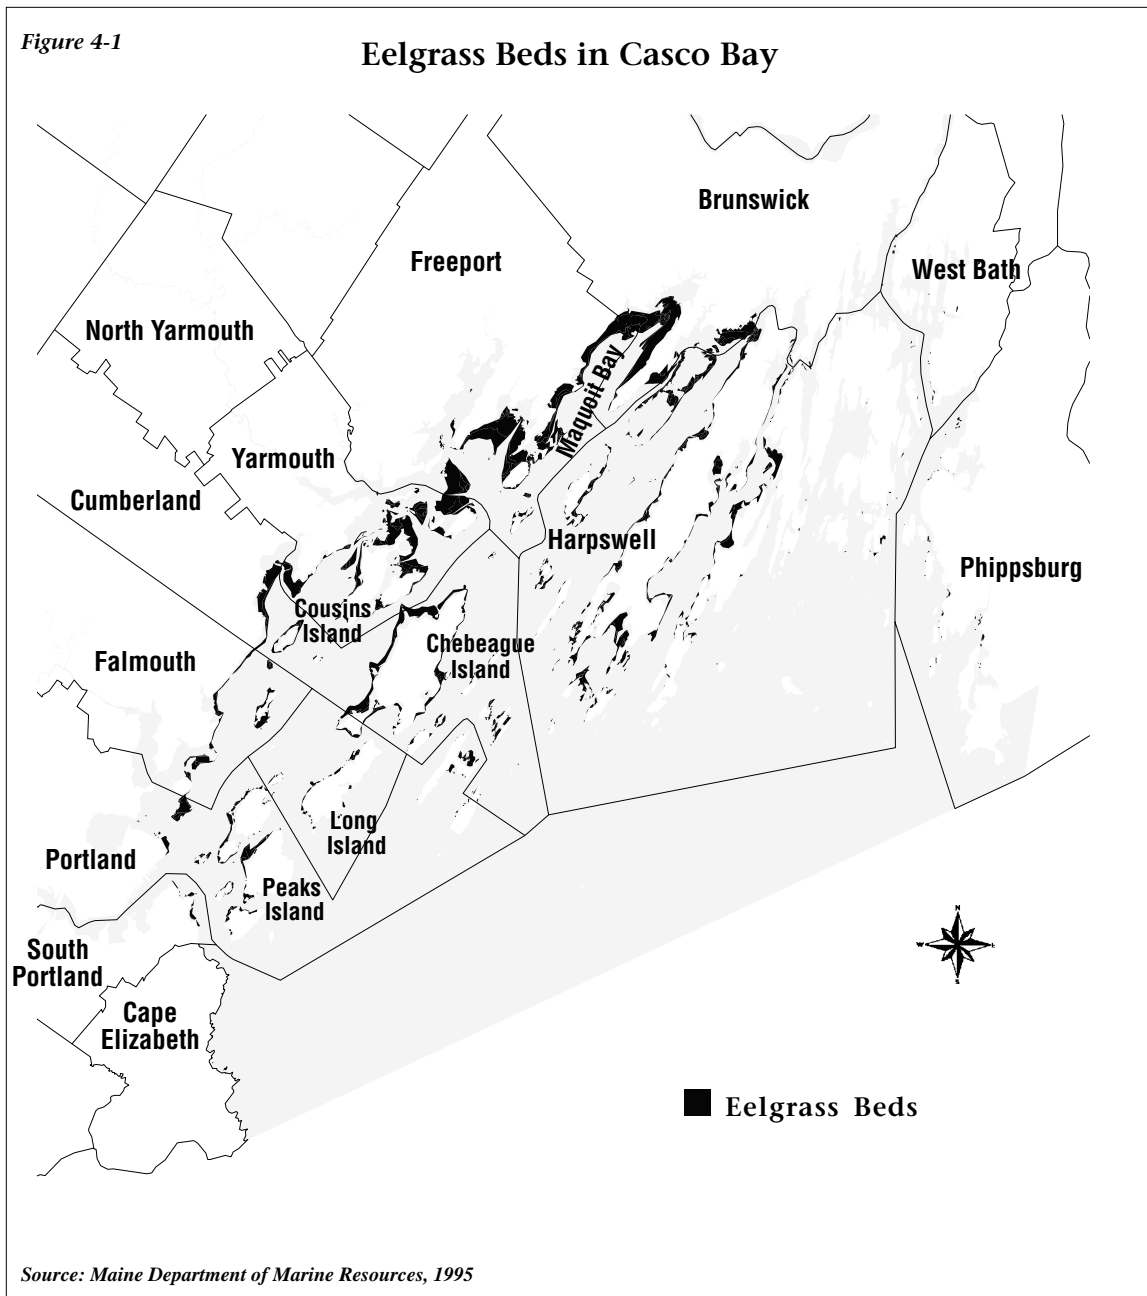 Figure 4-1
Eelgrass Beds in Casco Bay
Brunswick
Freeport
West Bath
North Yarmouth
Maquoit Bay
Yarmouth
Cumberland
Harpswell
Phippsburg
Cousins
Island
Chebeague
Island
Falmouth
Long
Island
Portland
Peaks
Island
South
Portland
N
W
E
S
Cape
Elizabeth
Eelgrass Beds
Source: Maine Department of Marine Resources, 1995